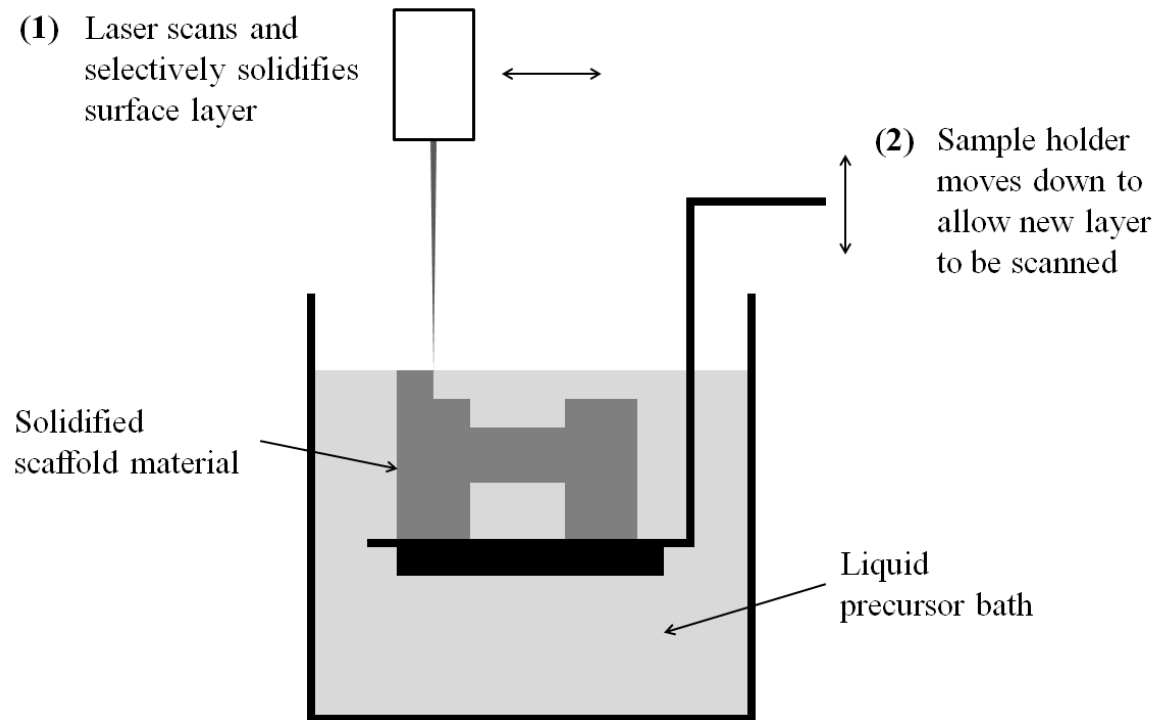 (1) Laser scans and
selectively solidifies
surface layer
(2) Sample holder
moves down to
allow new layer
to be scanned
Solidified
scaffold material
Liquid
precursor bath